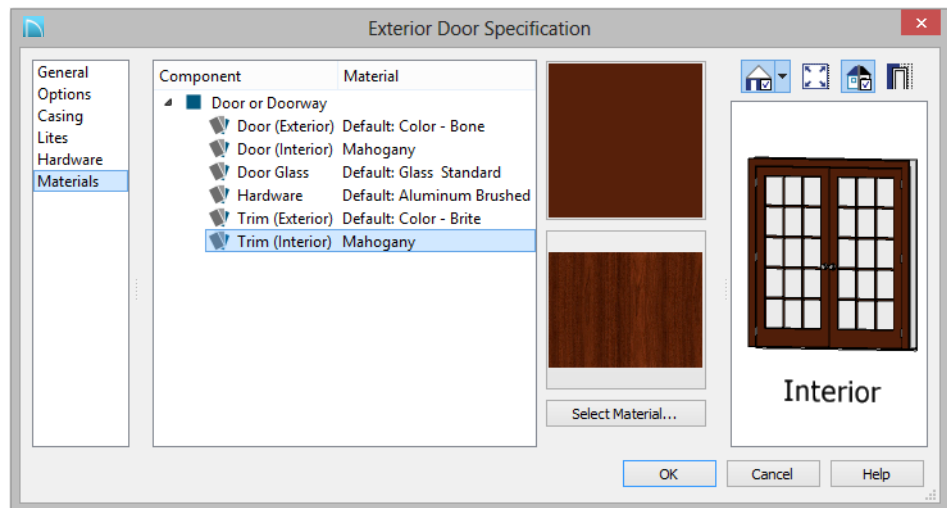 Exterior Door Specification
General
Options
Casing
Lites
Hardware
Materials
Component Material
Door or Doorway
Door (Exterior) Default: Color - Bone
Door (Interior) Mahogany
Door Glass Default: Glass Standard
Hardware Default: Aluminum Brushed
Trim (Exterior) Default: Color - Brite
Trim (Interior) Mahogany
Select Material...
Interior
OK Cancel Help